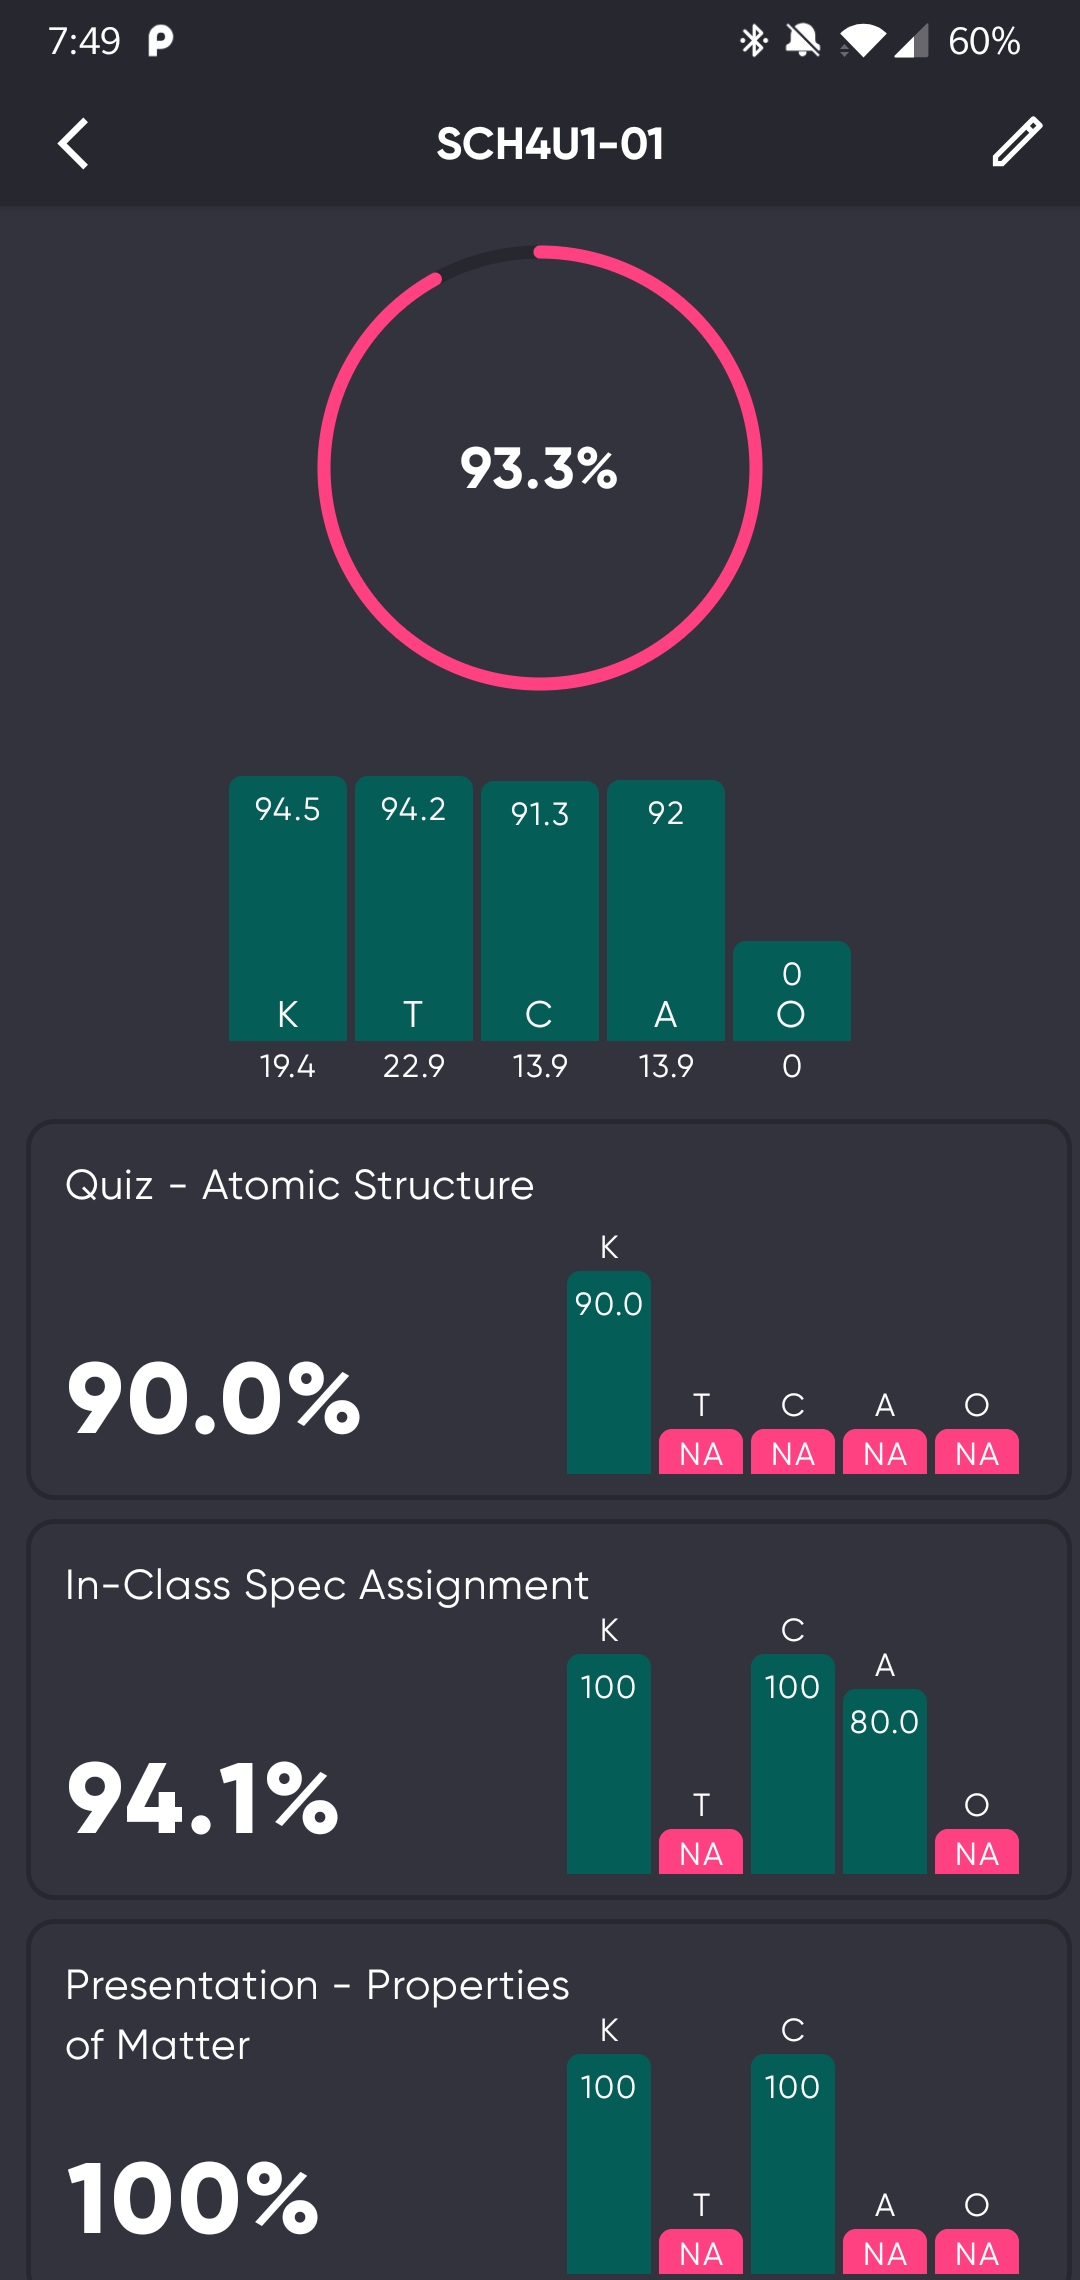 7:49 60%
SCH4U1-01
93.3%
94.5 94.2 91.3 92 0
K T C A O
19.4 22.9 13.9 13.9 0
Quiz - Atomic Structure
K
90.0
90.0%
T C A O
NA NA NA NA
In-Class Spec Assignment
K C
A
100 100
80.0
94.1%
T O
NA NA
Presentation - Properties
of Matter
K C
100 100
100%
T A O
NA NA NA